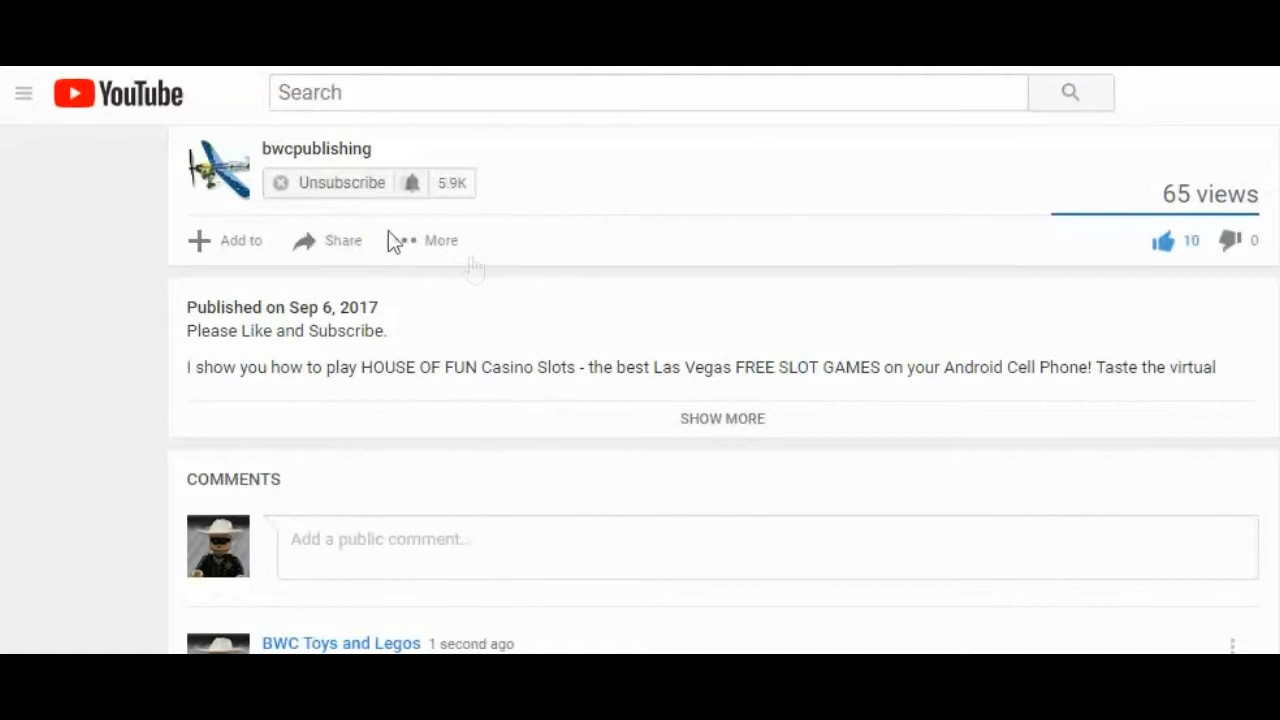 YouTube
Search
bwcpublishing
Unsubscribe 5.9K
65 views
Add to Share More
10 0
Published on Sep 6, 2017
Please Like and Subscribe.
I show you how to play HOUSE OF FUN Casino Slots - the best Las Vegas FREE SLOT GAMES on your Android Cell Phone! Taste the virtual
SHOW MORE
COMMENTS
Add a public comment...
BWC Toys and Legos 1 second ago